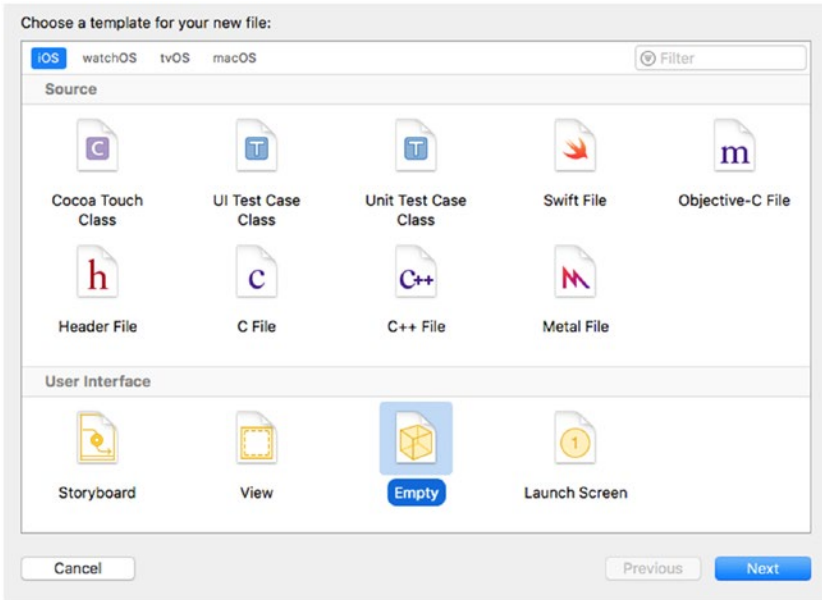 Choose a template for your new file:
iOS watchOS tvOS macOS Filter
Source
C T T m
Cocoa Touch Class UI Test Case Class Unit Test Case Class Swift File Objective-C File
h c C++
Header File C File C++ File Metal File
User Interface
1
Storyboard View Empty Launch Screen
Cancel Previous Next